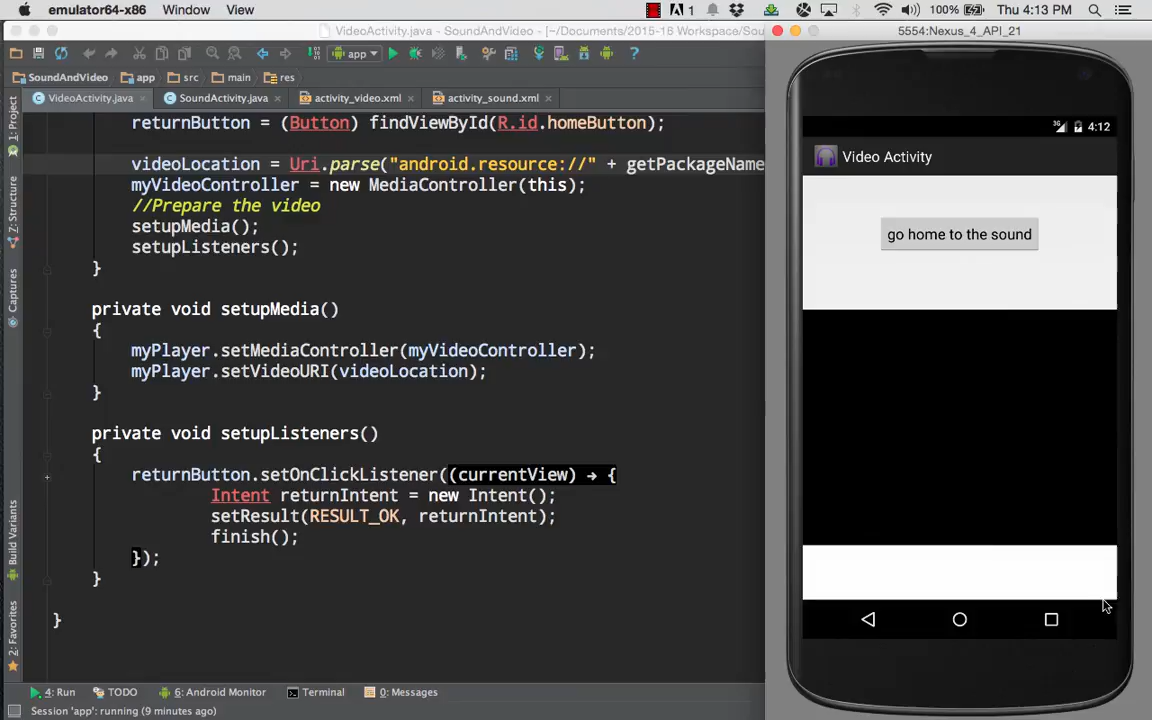 emulator64-x86 Window View 1 100% Thu 4:13 PM
VideoActivity.java - SoundAndVideo - [~/Documents/2015-16 Workspace/Sou
5554:Nexus_4_API_21
app
SoundAndVideo app src main res
VideoActivity.java SoundActivity.java activity_video.xml activity_sound.xml
returnButton = (Button) findViewById(R.id.homeButton);
videoLocation = Uri.parse("android.resource://" + getPackageName
myVideoController = new MediaController(this);
//Prepare the video
setupMedia();
setupListeners();
}
private void setupMedia()
{
myPlayer.setMediaController(myVideoController);
myPlayer.setVideoURI(videoLocation);
}
private void setupListeners()
{
returnButton.setOnClickListener((currentView) → {
Intent returnIntent = new Intent();
setResult(RESULT_OK, returnIntent);
finish();
});
}
}
1: Project
7: Structure
Captures
Build Variants
2: Favorites
3G 4:12
Video Activity
go home to the sound
4: Run TODO 6: Android Monitor Terminal 0: Messages
Session 'app': running (9 minutes ago)